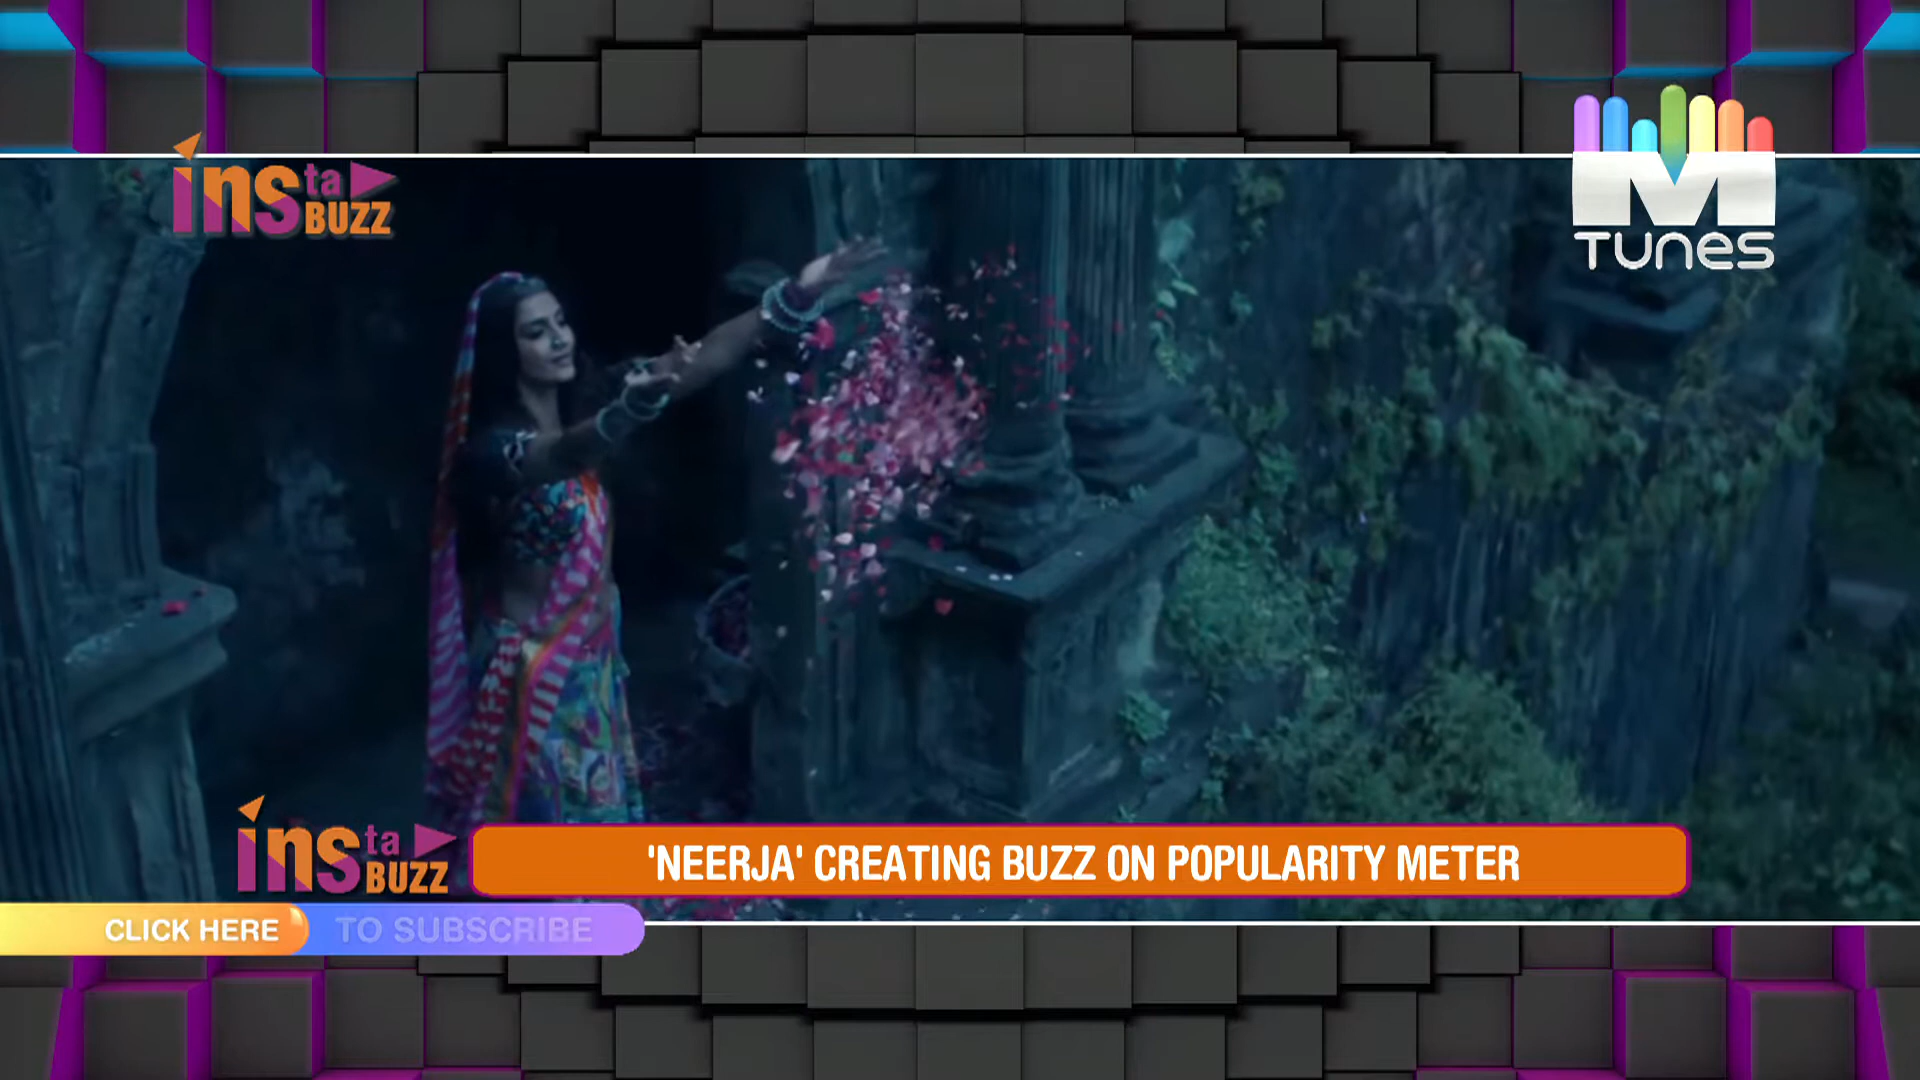 insta BUZZ
M
TUNES
insta BUZZ
'NEERJA' CREATING BUZZ ON POPULARITY METER
CLICK HERE TO SUBSCRIBE